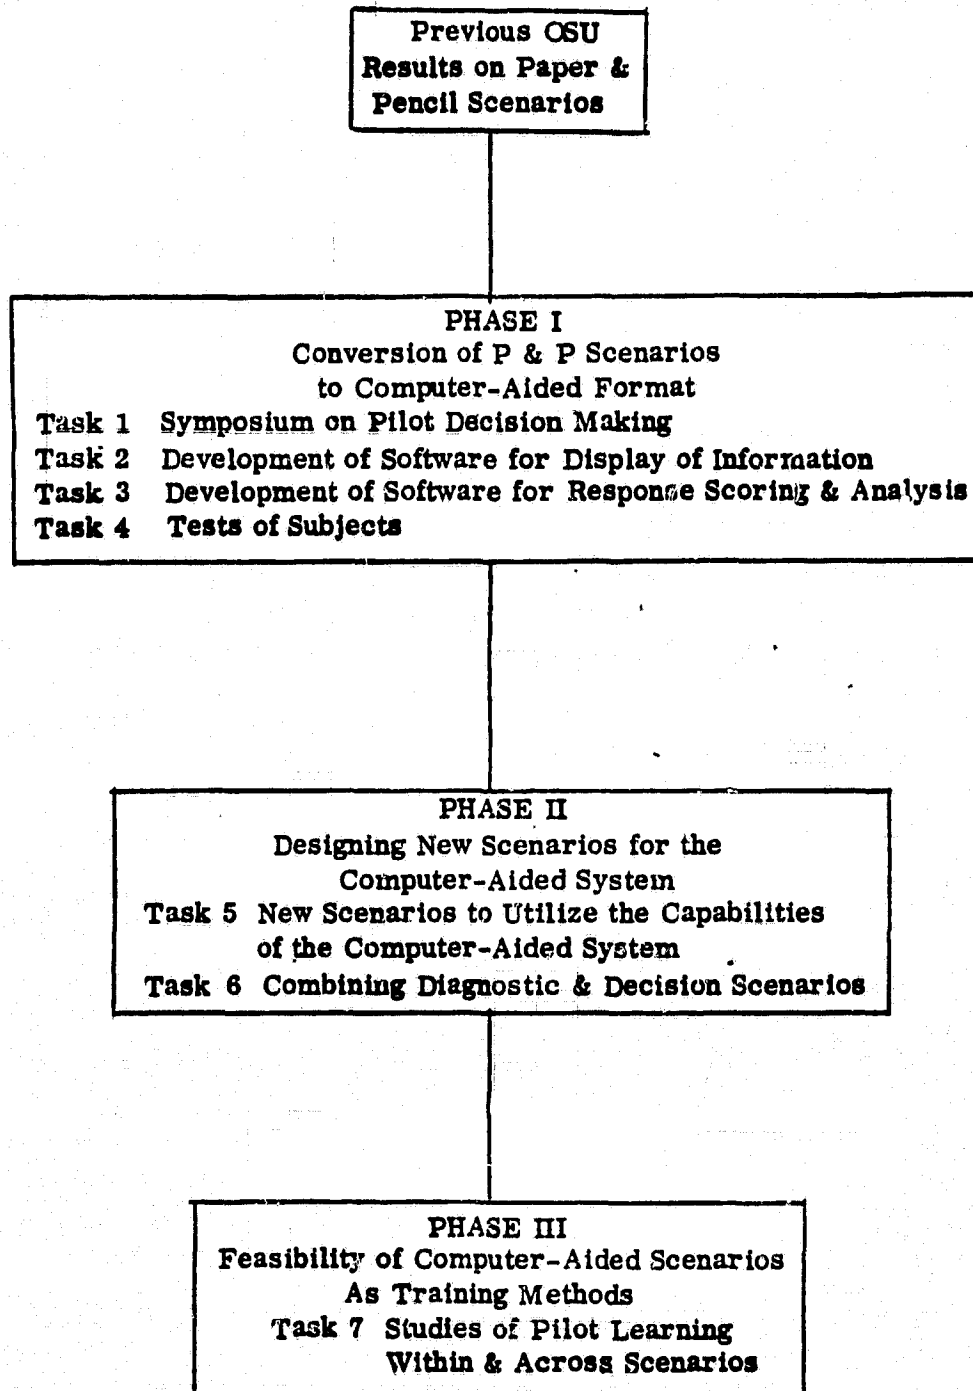 Previous OSU
Results on Paper &
Pencil Scenarios
PHASE I
Conversion of P & P Scenarios
to Computer-Aided Format
Task 1 Symposium on Pilot Decision Making
Task 2 Development of Software for Display of Information
Task 3 Development of Software for Response Scoring & Analysis
Task 4 Tests of Subjects
PHASE II
Designing New Scenarios for the
Computer-Aided System
Task 5 New Scenarios to Utilize the Capabilities
of the Computer-Aided System
Task 6 Combining Diagnostic & Decision Scenarios
PHASE III
Feasibility of Computer-Aided Scenarios
As Training Methods
Task 7 Studies of Pilot Learning
Within & Across Scenarios